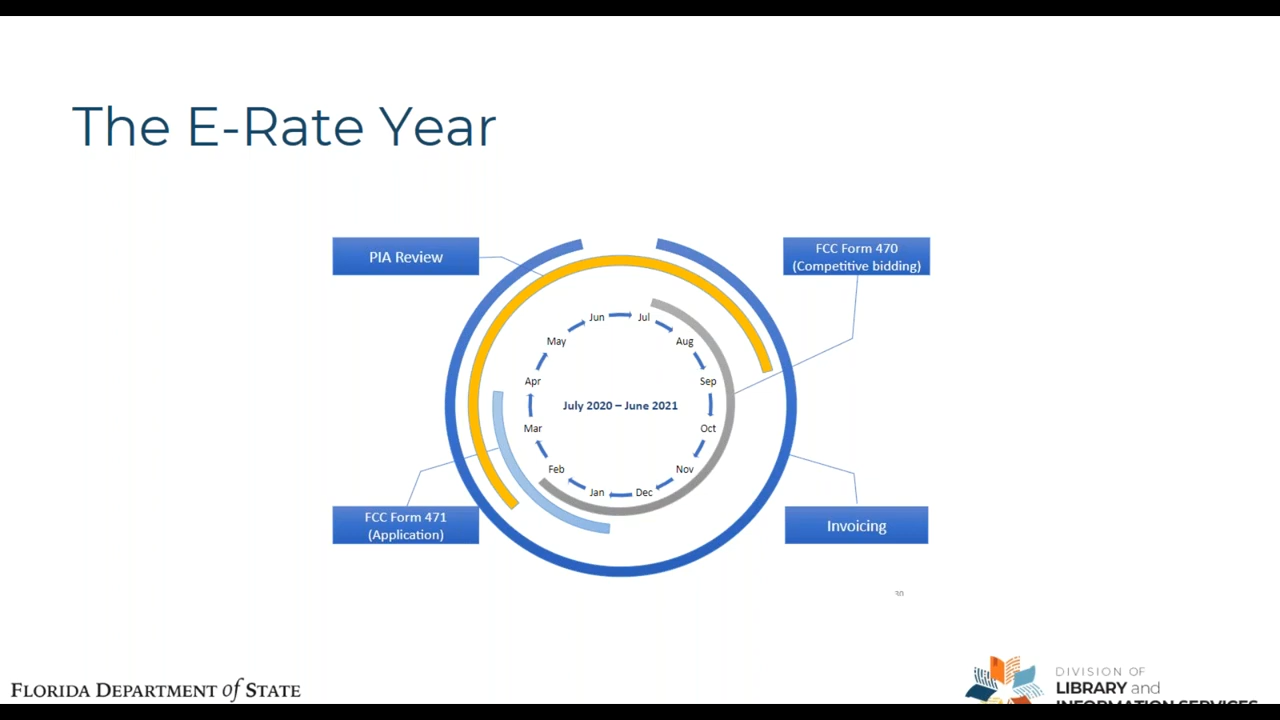 The E-Rate Year
PIA Review
FCC Form 470
(Competitive bidding)
Jun
Jul
May
Aug
Apr
Sep
July 2020 – June 2021
Mar
Oct
Feb
Nov
Jan
Dec
FCC Form 471
(Application)
Invoicing
30
FLORIDA DEPARTMENT of STATE
DIVISION OF
LIBRARY and
INFORMATION SERVICES